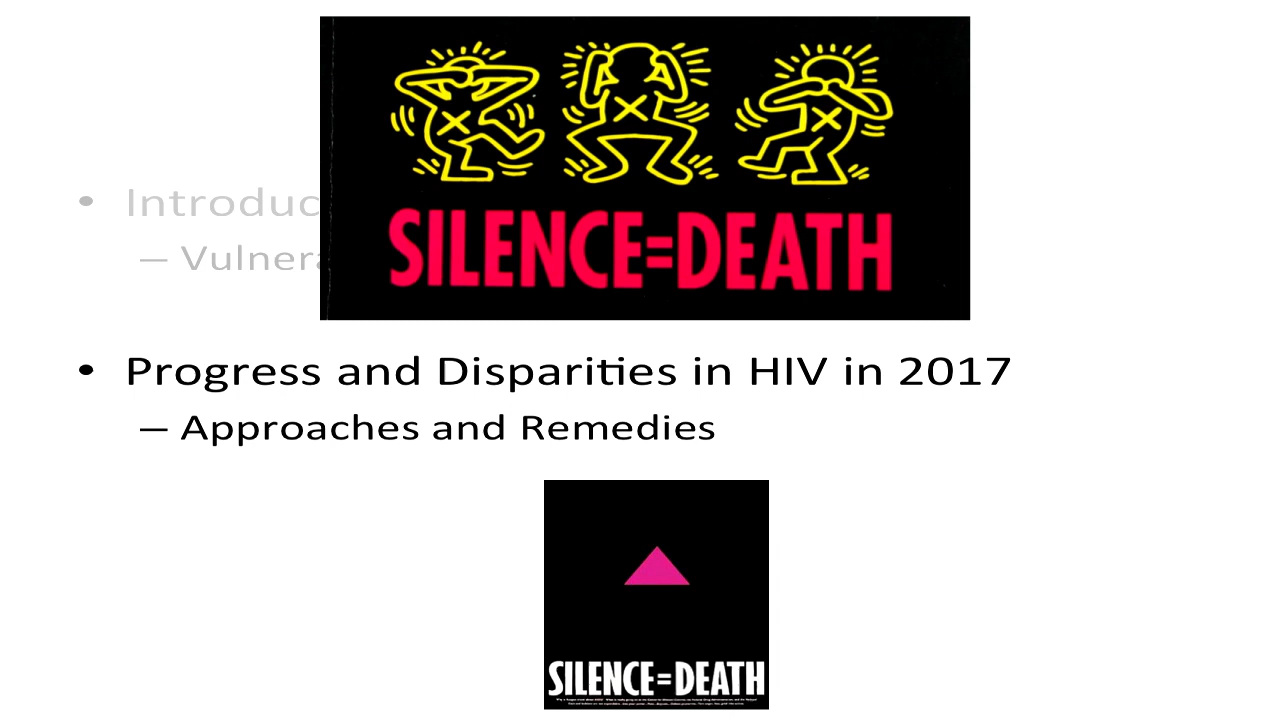 SILENCE=DEATH
• Introduc
– Vulnera
• Progress and Disparities in HIV in 2017
– Approaches and Remedies
SILENCE=DEATH